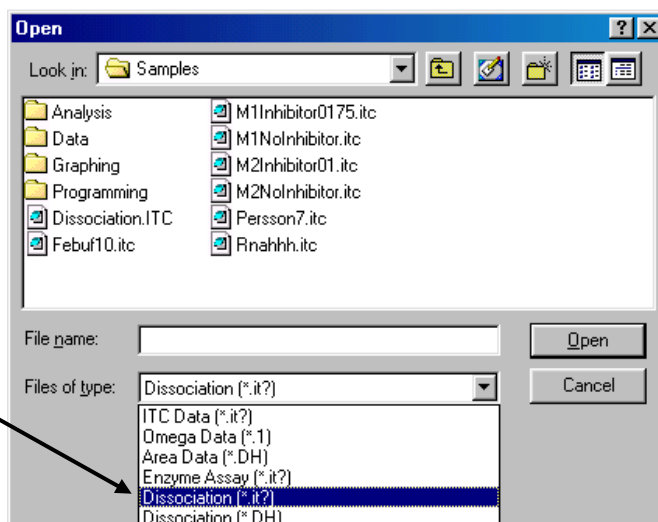 Open
Look in: Samples
Analysis
Data
Graphing
Programming
Dissociation.ITC
Febuf10.itc
M1Inhibitor0175.itc
M1NoInhibitor.itc
M2Inhibitor01.itc
M2NoInhibitor.itc
Persson7.itc
Rnahhh.itc
File name:
Open
Files of type: Dissociation (*.it?)
Cancel
ITC Data (*.it?)
Omega Data (*.1)
Area Data (*.DH)
Enzyme Assay (*.it?)
Dissociation (*.it?)
Dissociation (*.DH)